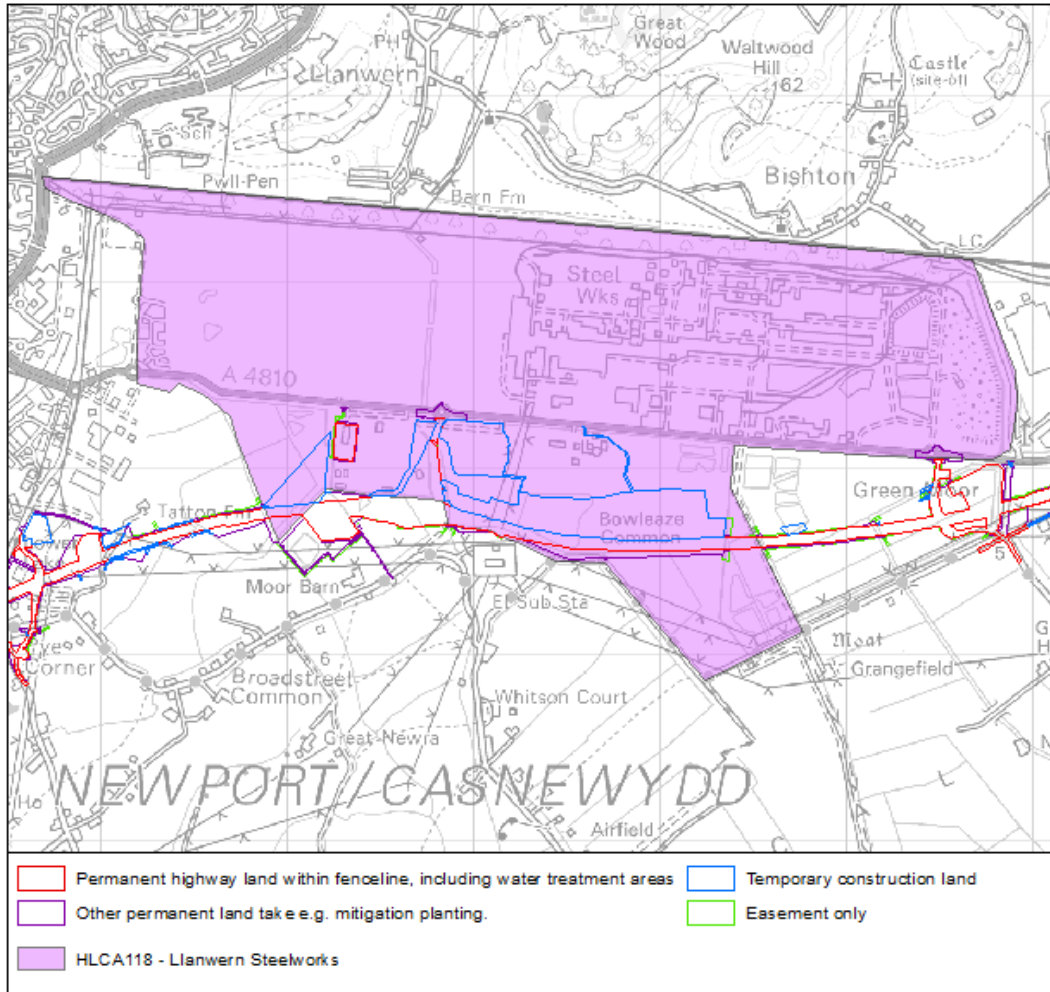 Great
Wood
PH
Waltwood
Hill
162
Castle
(site of)
Llanwern
Sch
Pwll-Pen
Barn Fm
Bishton
LC
Steel
Wks
A 4810
Green Moor
Tatton Fm
Bowleaze
Common
Moor Barn
El Sub Sta
5
Moat
Grangefield
Pye
Corner
6
Broadstreet
Common
Whitson Court
Great Newra
3
NEWPORT / CASNEWYDD
Ho
Airfield
Permanent highway land within fenceline, including water treatment areas
Temporary construction land
Other permanent land take e.g. mitigation planting.
Easement only
HLCA118 - Llanwern Steelworks